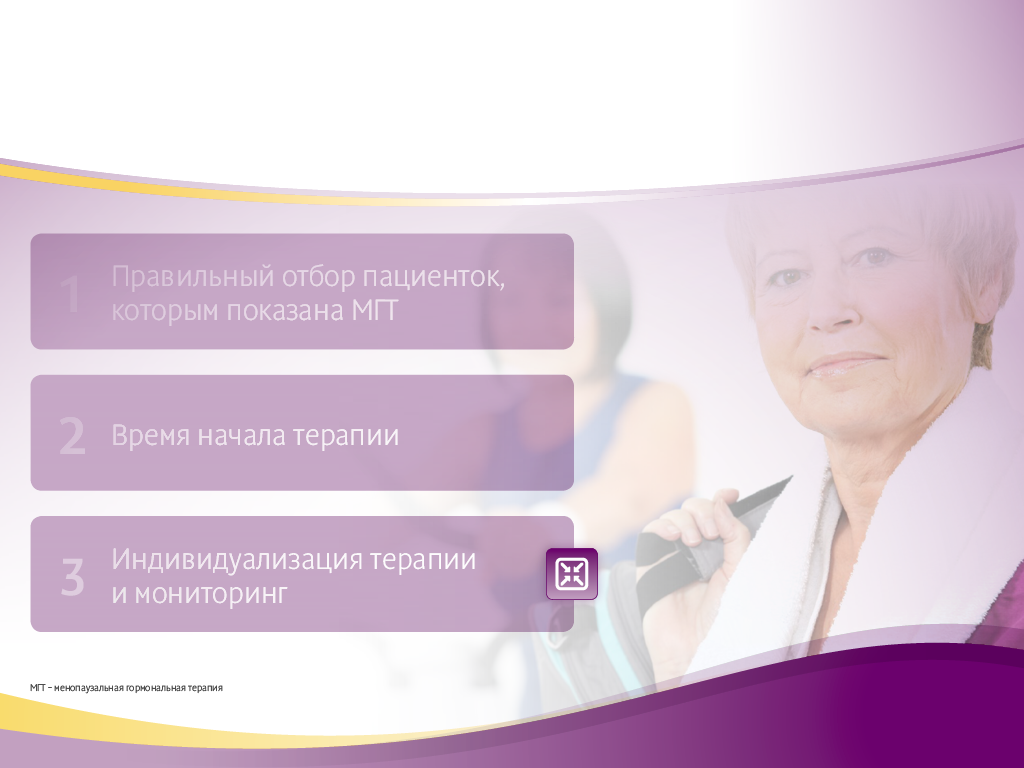 1
Правильный отбор пациенток,
которым показана МГТ
2
Время начала терапии
3
Индивидуализация терапии
и мониторинг
МГТ – менопаузальная гормональная терапия